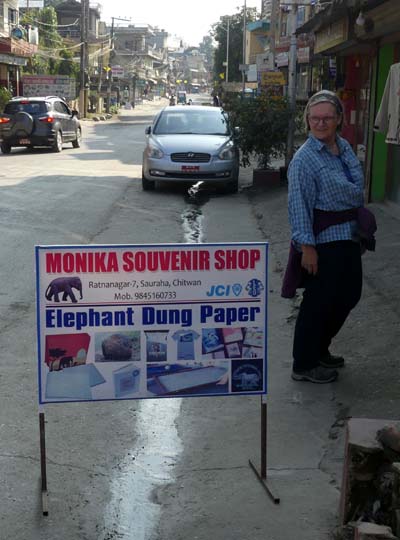 MONIKA SOUVENIR SHOP
Ratnanagar-7, Sauraha, Chitwan
Mob. 9845160733
JCI
Elephant Dung Paper